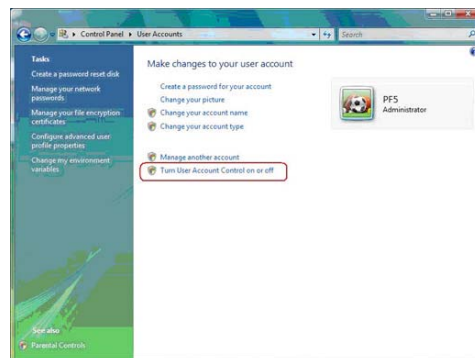 Control Panel ▸ User Accounts
Search
Tasks
Create a password reset disk
Manage your network
passwords
Manage your file encryption
certificates
Configure advanced user
profile properties
Change my environment
variables
See also
Parental Controls
Make changes to your user account
Create a password for your account
Change your picture
Change your account name
Change your account type
Manage another account
Turn User Account Control on or off
PF5
Administrator